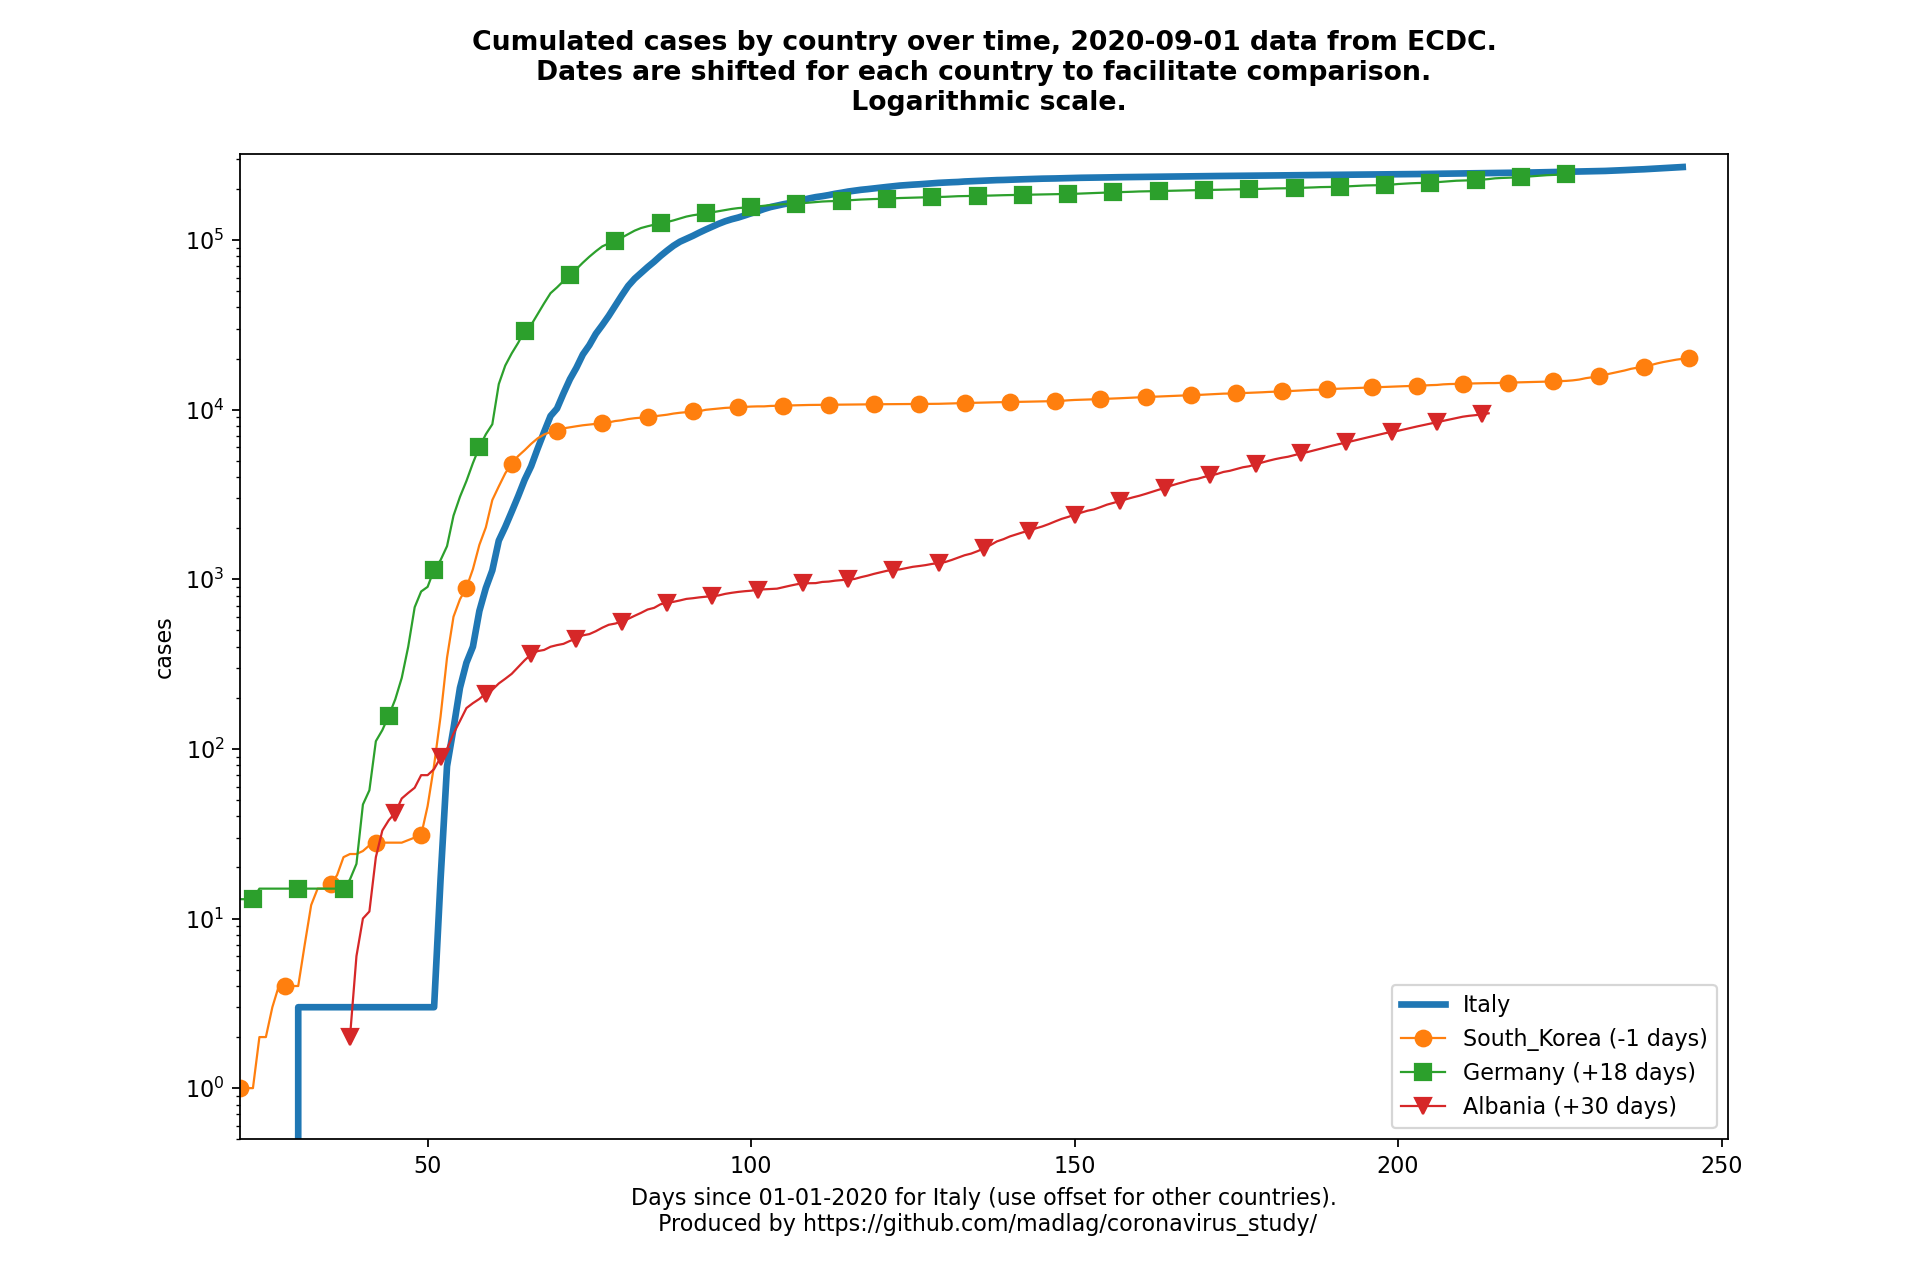 Cumulated cases by country over time, 2020-09-01 data from ECDC.
Dates are shifted for each country to facilitate comparison.
Logarithmic scale.
10^5
10^4
10^3
10^2
10^1
10^0
cases
Italy
South_Korea (-1 days)
Germany (+18 days)
Albania (+30 days)
50 100 150 200 250
Days since 01-01-2020 for Italy (use offset for other countries).
Produced by https://github.com/madlag/coronavirus_study/